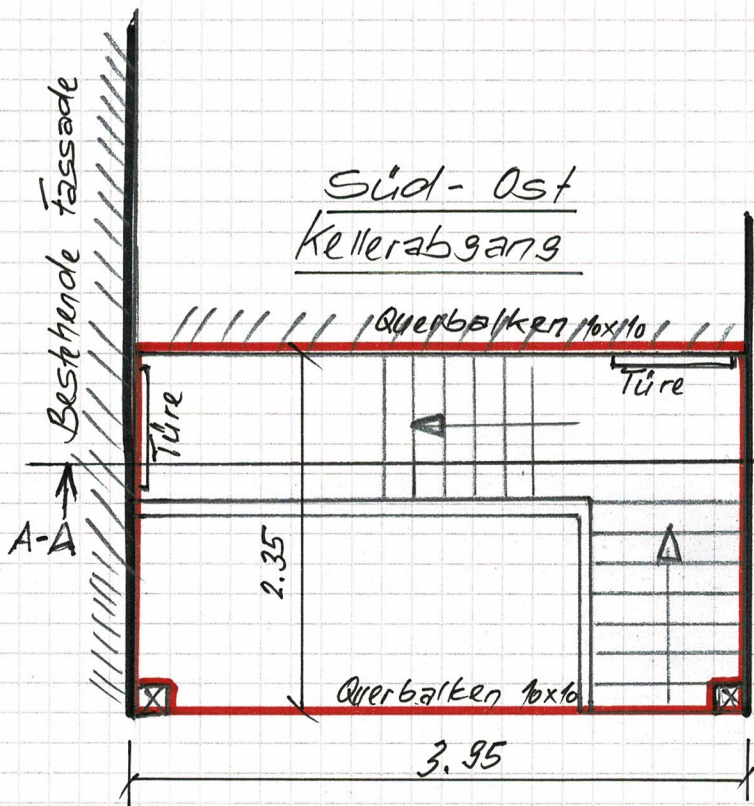 Süd-Ost
Kellerabgang
Bestehende Fassade
Querbalken 10x10
Türe
Türe
A-A
2.35
Querbalken 10x10
3.95